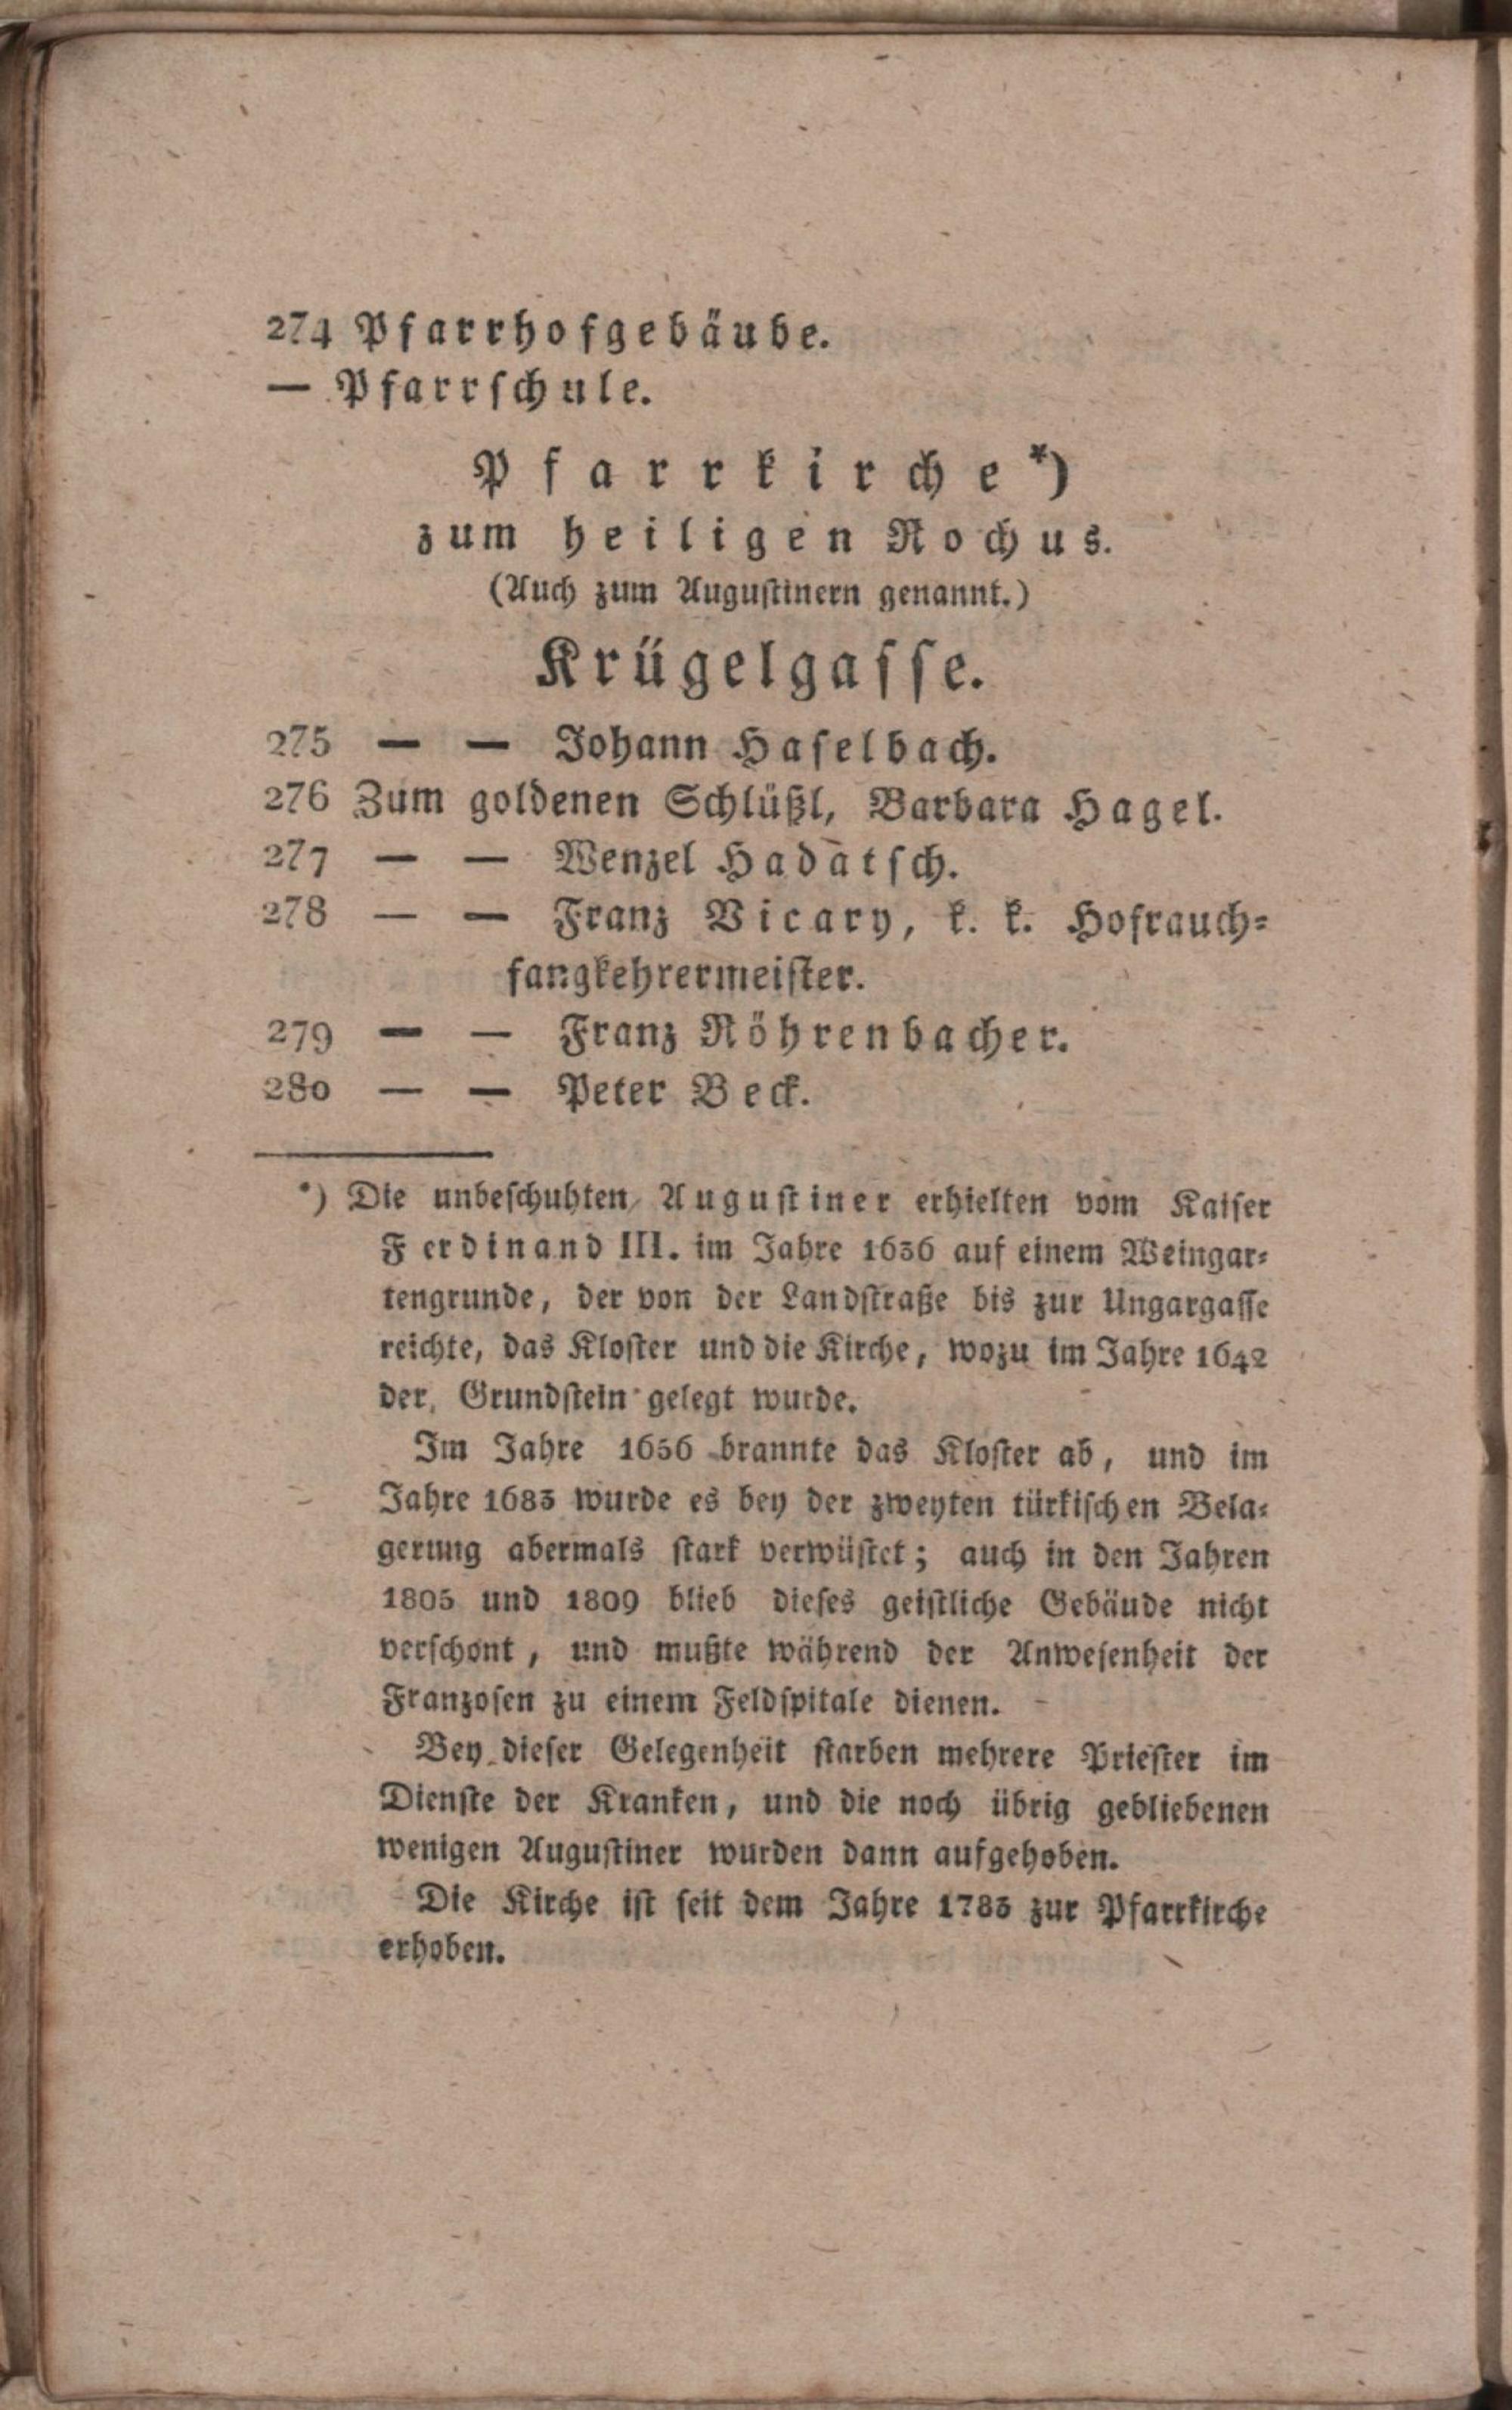 274 Pfarrhofgebäude.
— Pfarrschule.
Pfarrkirche *)
zum heiligen Rochus.
(Auch zum Augustinern genannt.)
Krügelgasse.
275 — — Johann Haselbach.
276 Zum goldenen Schlüßl, Barbara Hagel.
277 — — Wenzel Hadatsch.
278 — — Franz Vicary, k. k. Hofrauch-
fangkehrermeister.
279 — — Franz Röhrenbacher.
280 — — Peter Beck.
*) Die unbeschuhten Augustiner erhielten vom Kaiser
Ferdinand III. im Jahre 1636 auf einem Weingar-
tengrunde, der von der Landstraße bis zur Ungargasse
reichte, das Kloster und die Kirche, wozu im Jahre 1642
der Grundstein gelegt wurde.
Im Jahre 1656 brannte das Kloster ab, und im
Jahre 1683 wurde es bey der zweyten türkischen Bela-
gerung abermals stark verwüstet; auch in den Jahren
1805 und 1809 blieb dieses geistliche Gebäude nicht
verschont, und mußte während der Anwesenheit der
Franzosen zu einem Feldspitale dienen.
Bey dieser Gelegenheit starben mehrere Priester im
Dienste der Kranken, und die noch übrig gebliebenen
wenigen Augustiner wurden dann aufgehoben.
Die Kirche ist seit dem Jahre 1783 zur Pfarrkirche
erhoben.